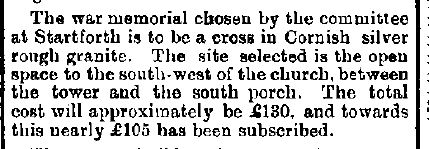 The war memorial chosen by the committee
at Startforth is to be a cross in Cornish silver
rough granite. The site selected is the open
space to the south-west of the church, between
the tower and the south porch. The total
cost will approximately be £130, and towards
this nearly £105 has been subscribed.